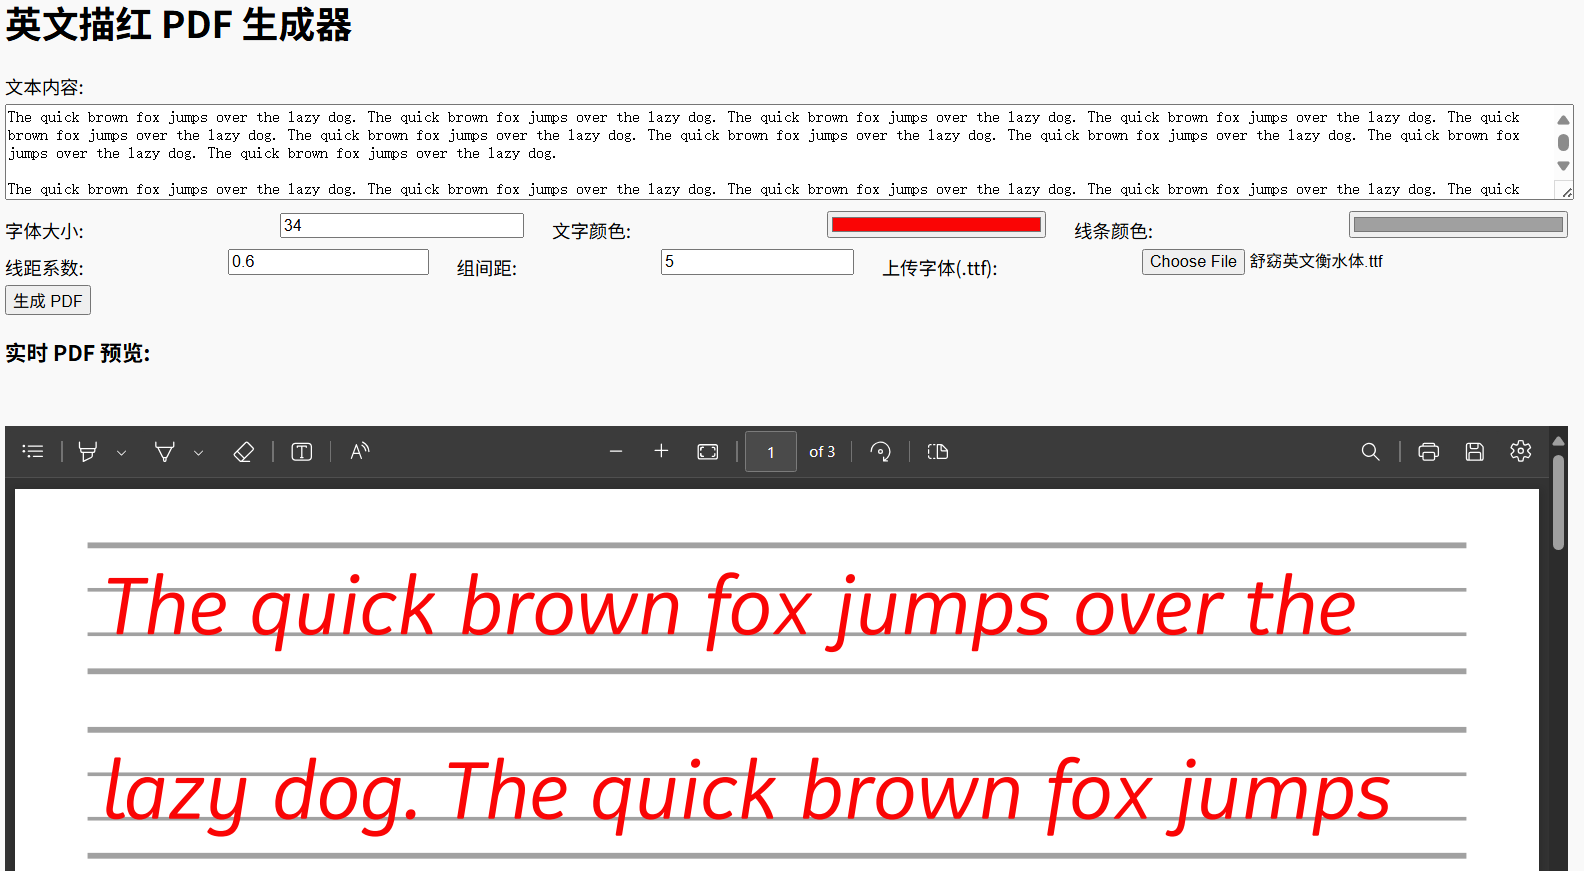 英文描红 PDF 生成器
文本内容:
The quick brown fox jumps over the lazy dog. The quick brown fox jumps over the lazy dog. The quick brown fox jumps over the lazy dog. The quick brown fox jumps over the lazy dog. The quick
brown fox jumps over the lazy dog. The quick brown fox jumps over the lazy dog. The quick brown fox jumps over the lazy dog. The quick brown fox jumps over the lazy dog. The quick brown fox
jumps over the lazy dog. The quick brown fox jumps over the lazy dog.
The quick brown fox jumps over the lazy dog. The quick brown fox jumps over the lazy dog. The quick brown fox jumps over the lazy dog. The quick brown fox jumps over the lazy dog. The quick
字体大小: 34 文字颜色: 线条颜色:
线距系数: 0.6 组间距: 5 上传字体(.ttf): Choose File 舒窈英文衡水体.ttf
生成 PDF
实时 PDF 预览:
1 of 3
The quick brown fox jumps over the
lazy dog. The quick brown fox jumps